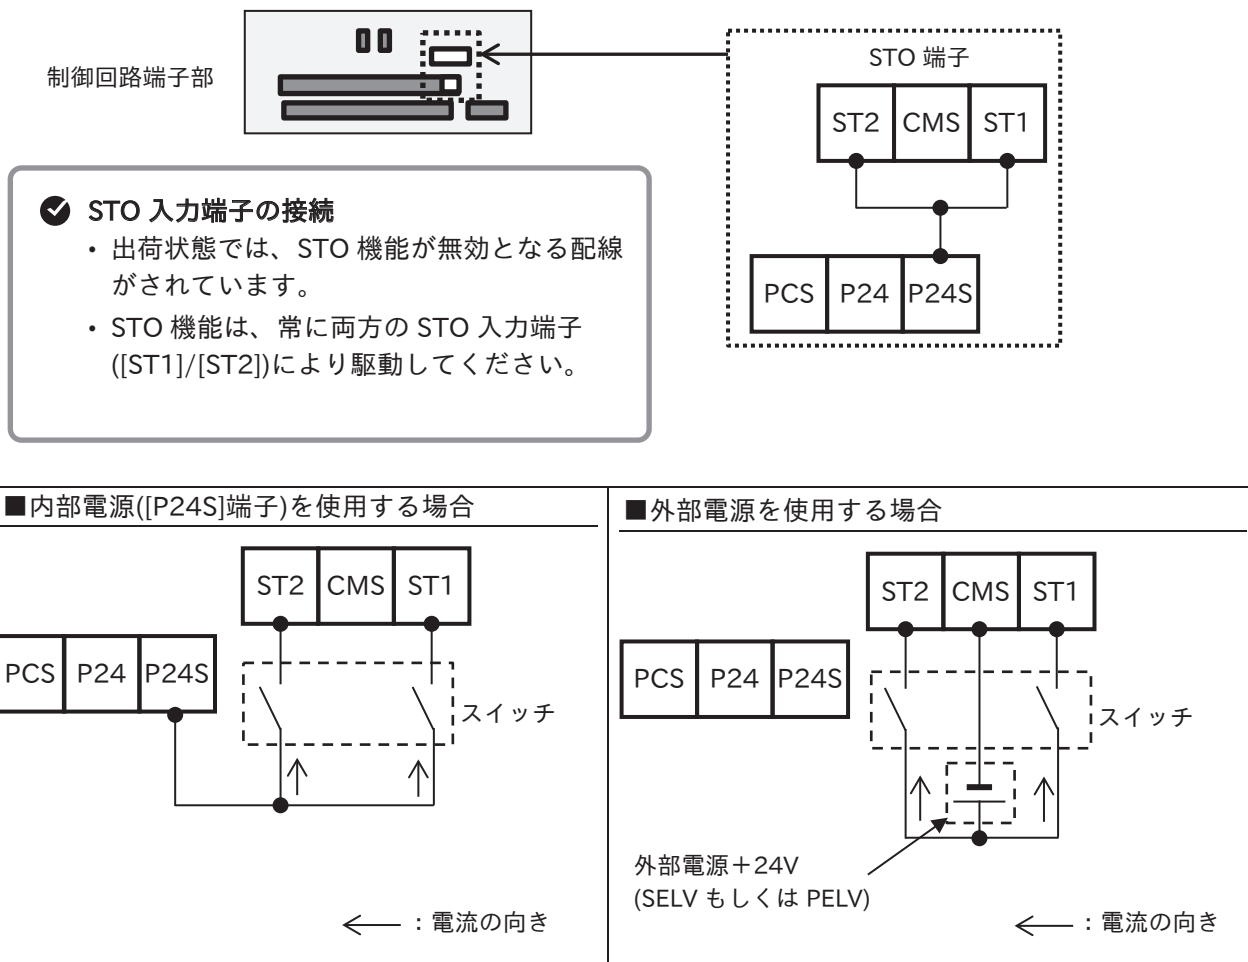 制御回路端子部
STO 端子
ST2 CMS ST1
PCS P24 P24S
STO 入力端子の接続
・ 出荷状態では、STO 機能が無効となる配線
がされています。
・ STO 機能は、常に両方の STO 入力端子
([ST1]/[ST2])により駆動してください。
■内部電源([P24S]端子)を使用する場合
ST2 CMS ST1
PCS P24 P24S
スイッチ
：電流の向き
■外部電源を使用する場合
ST2 CMS ST1
PCS P24 P24S
スイッチ
外部電源＋24V
(SELV もしくは PELV)
：電流の向き